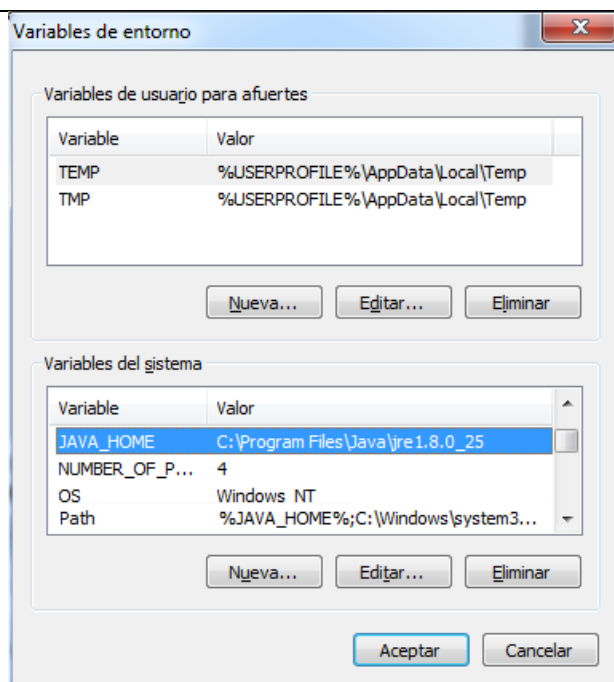 Variables de entorno
Variables de usuario para afuertes
Variable Valor
TEMP %USERPROFILE%\AppData\Local\Temp
TMP %USERPROFILE%\AppData\Local\Temp
Nueva... Editar... Eliminar
Variables del sistema
Variable Valor
JAVA_HOME C:\Program Files\Java\jre1.8.0_25
NUMBER_OF_P... 4
OS Windows NT
Path %JAVA_HOME%;C:\Windows\system3...
Nueva... Editar... Eliminar
Aceptar Cancelar